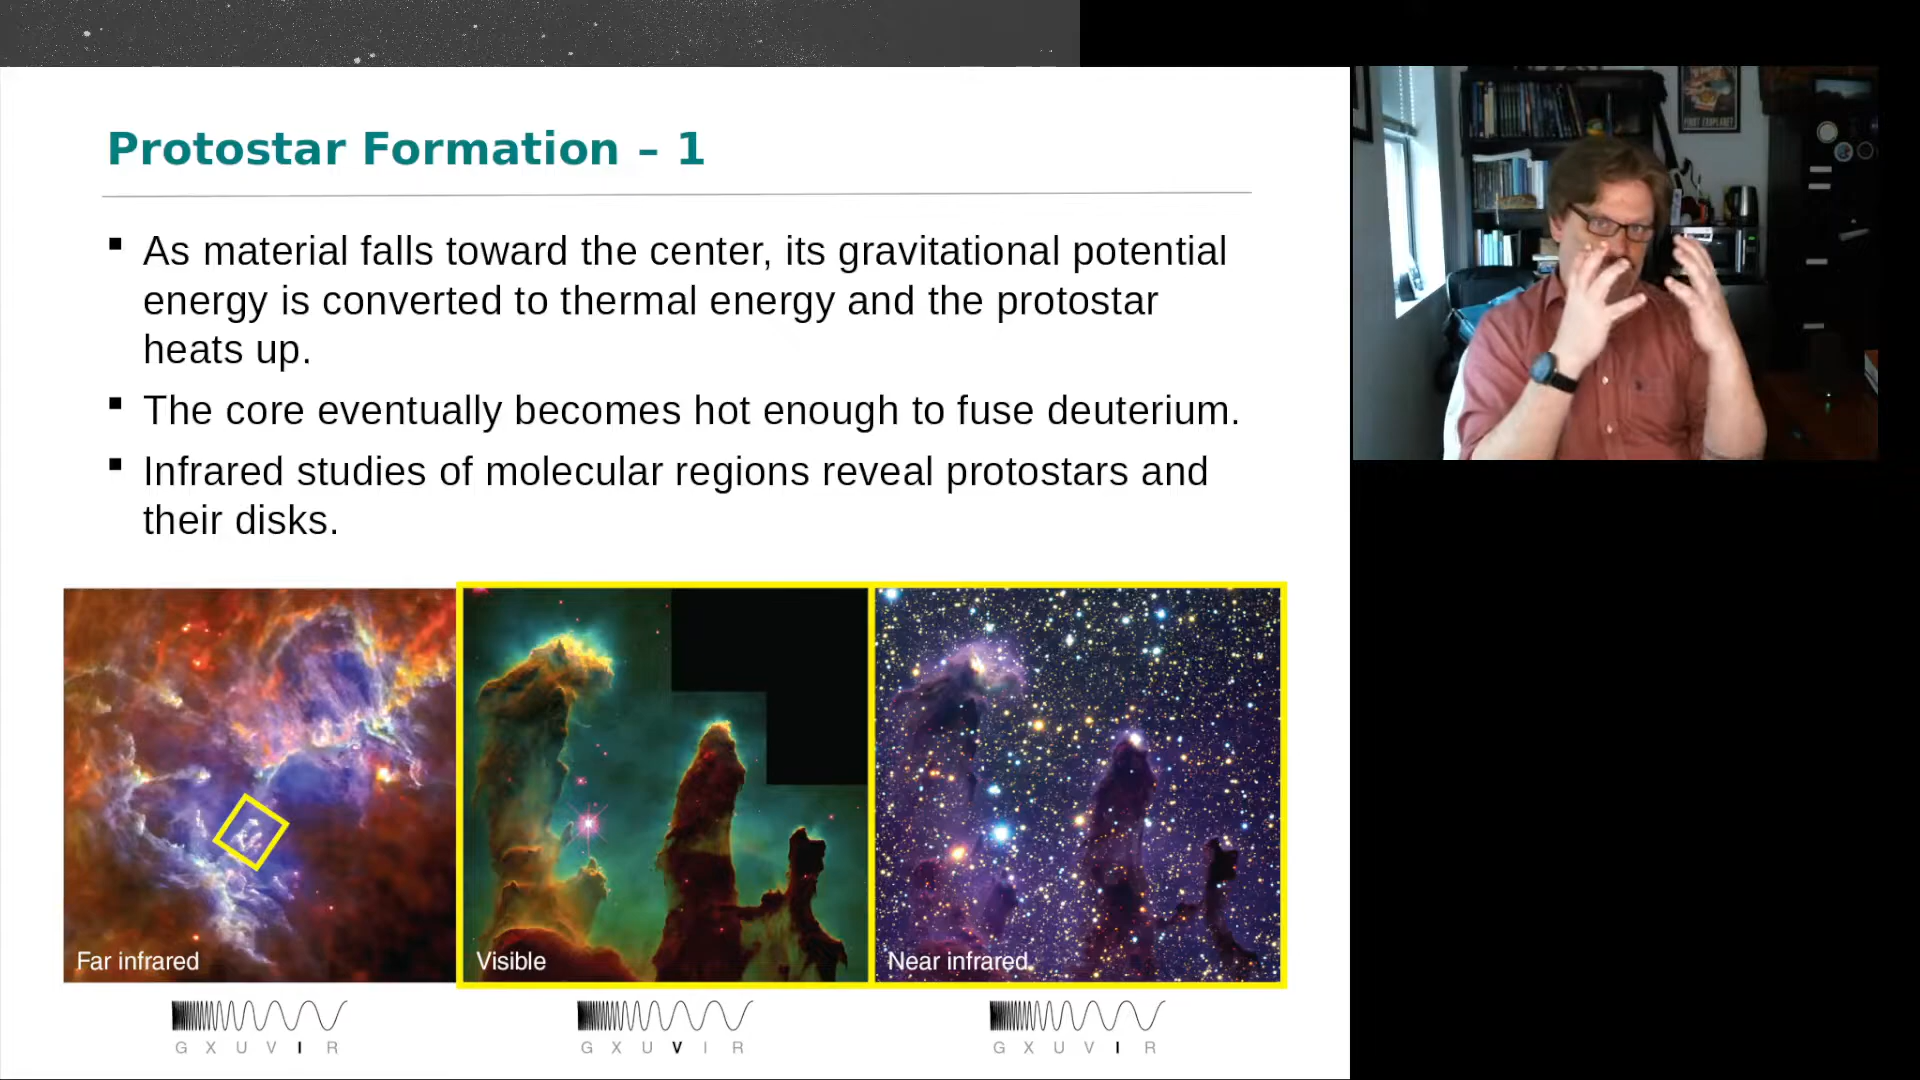 Protostar Formation – 1
▪ As material falls toward the center, its gravitational potential
energy is converted to thermal energy and the protostar
heats up.
▪ The core eventually becomes hot enough to fuse deuterium.
▪ Infrared studies of molecular regions reveal protostars and
their disks.
Far infrared
Visible
Near infrared
G X U V I R
G X U V I R
G X U V I R
FIRST EXOPLANET